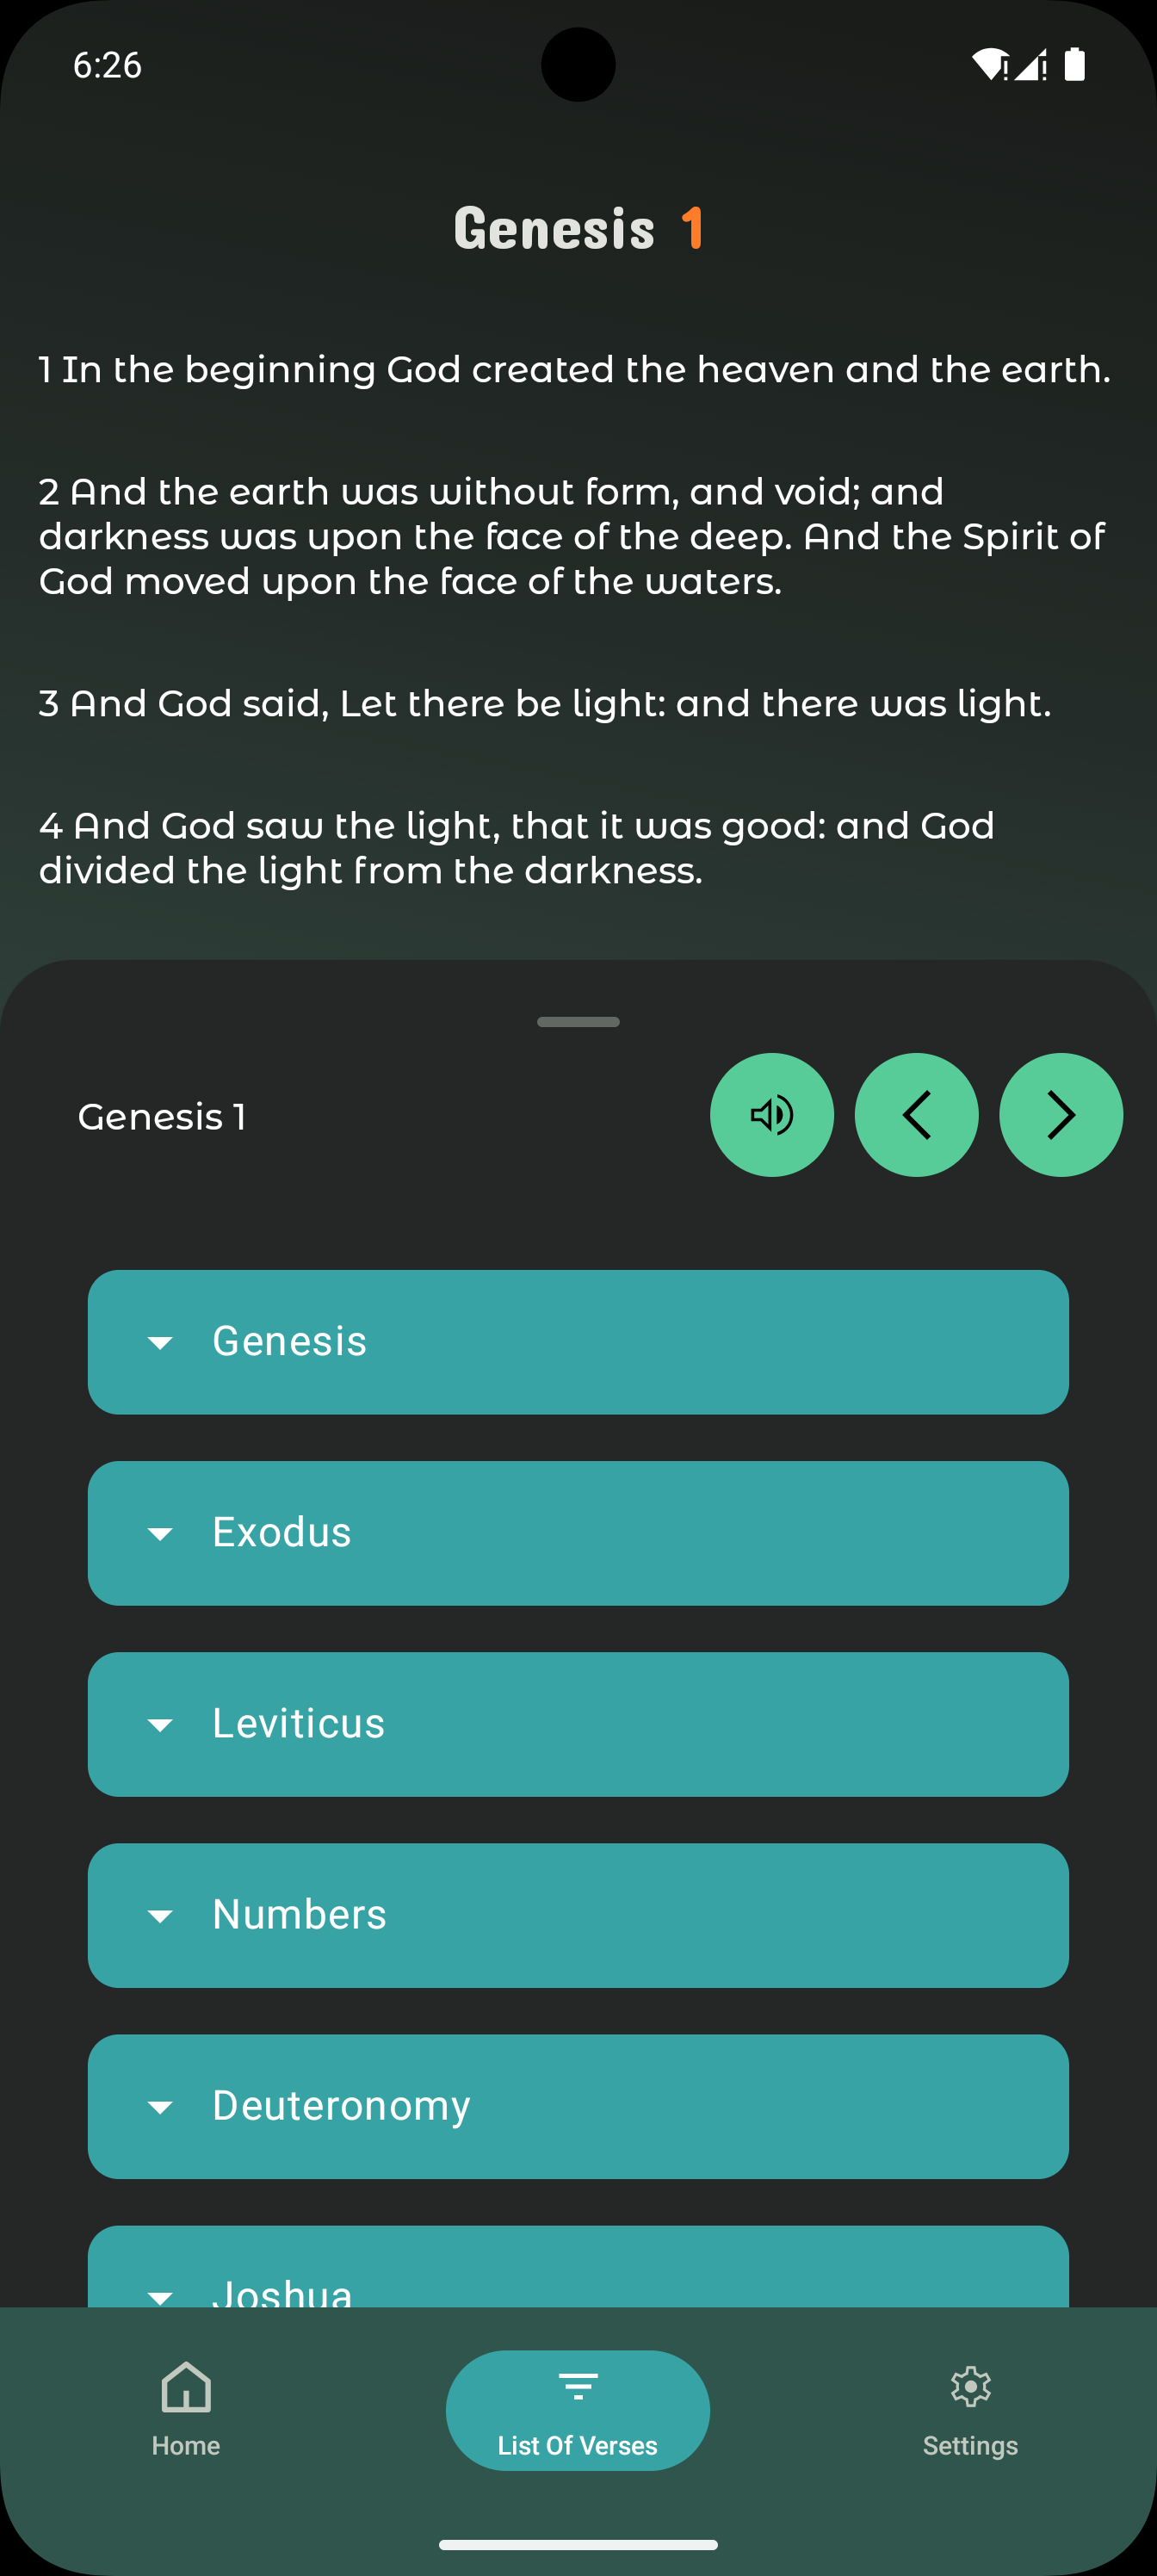 6:26
Genesis 1
1 In the beginning God created the heaven and the earth.
2 And the earth was without form, and void; and
darkness was upon the face of the deep. And the Spirit of
God moved upon the face of the waters.
3 And God said, Let there be light: and there was light.
4 And God saw the light, that it was good: and God
divided the light from the darkness.
Genesis 1
Genesis
Exodus
Leviticus
Numbers
Deuteronomy
Joshua
Home
List Of Verses
Settings